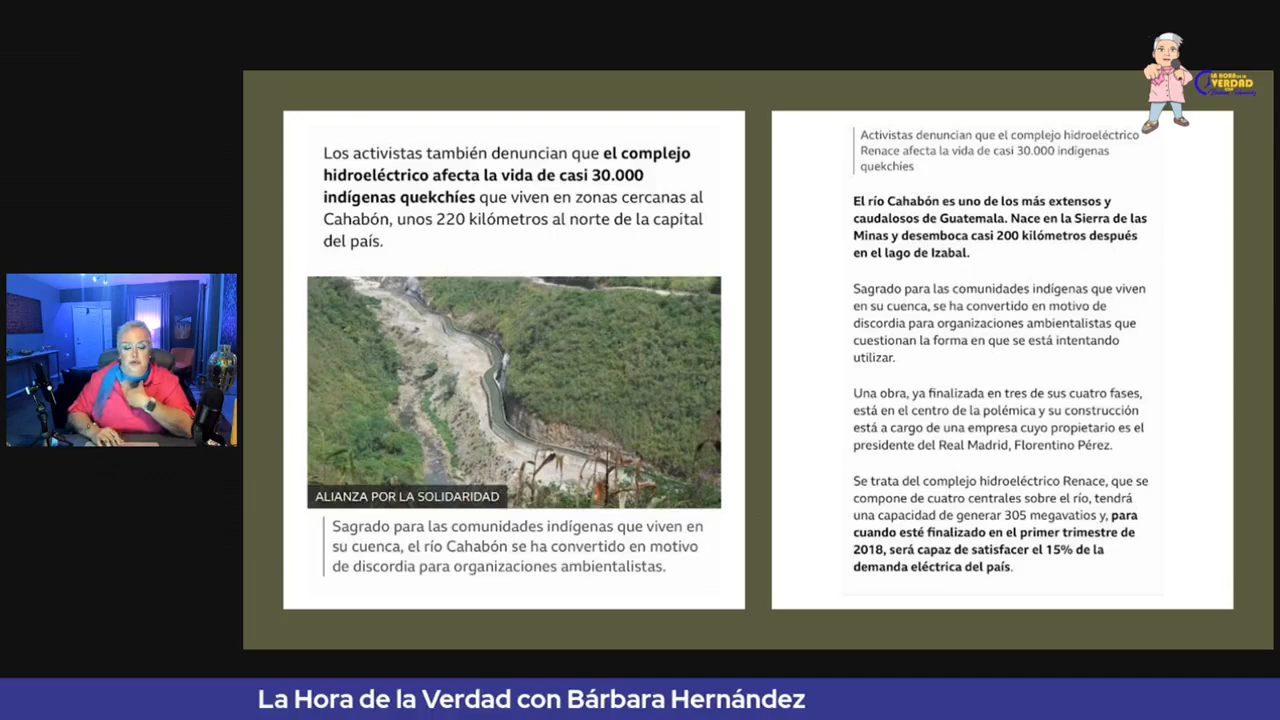 LA HORA DE LA
VERDAD
CON
Los activistas también denuncian que el complejo
hidroeléctrico afecta la vida de casi 30.000
indígenas quekchíes que viven en zonas cercanas al
Cahabón, unos 220 kilómetros al norte de la capital
del país.
ALIANZA POR LA SOLIDARIDAD
Sagrado para las comunidades indígenas que viven en
su cuenca, el río Cahabón se ha convertido en motivo
de discordia para organizaciones ambientalistas.
Activistas denuncian que el complejo hidroeléctrico
Renace afecta la vida de casi 30.000 indígenas
quekchíes
El río Cahabón es uno de los más extensos y
caudalosos de Guatemala. Nace en la Sierra de las
Minas y desemboca casi 200 kilómetros después
en el lago de Izabal.
Sagrado para las comunidades indígenas que viven
en su cuenca, se ha convertido en motivo de
discordia para organizaciones ambientalistas que
cuestionan la forma en que se está intentando
utilizar.
Una obra, ya finalizada en tres de sus cuatro fases,
está en el centro de la polémica y su construcción
está a cargo de una empresa cuyo propietario es el
presidente del Real Madrid, Florentino Pérez.
Se trata del complejo hidroeléctrico Renace, que se
compone de cuatro centrales sobre el río, tendrá
una capacidad de generar 305 megavatios y, para
cuando esté finalizado en el primer trimestre de
2018, será capaz de satisfacer el 15% de la
demanda eléctrica del país.
La Hora de la Verdad con Bárbara Hernández